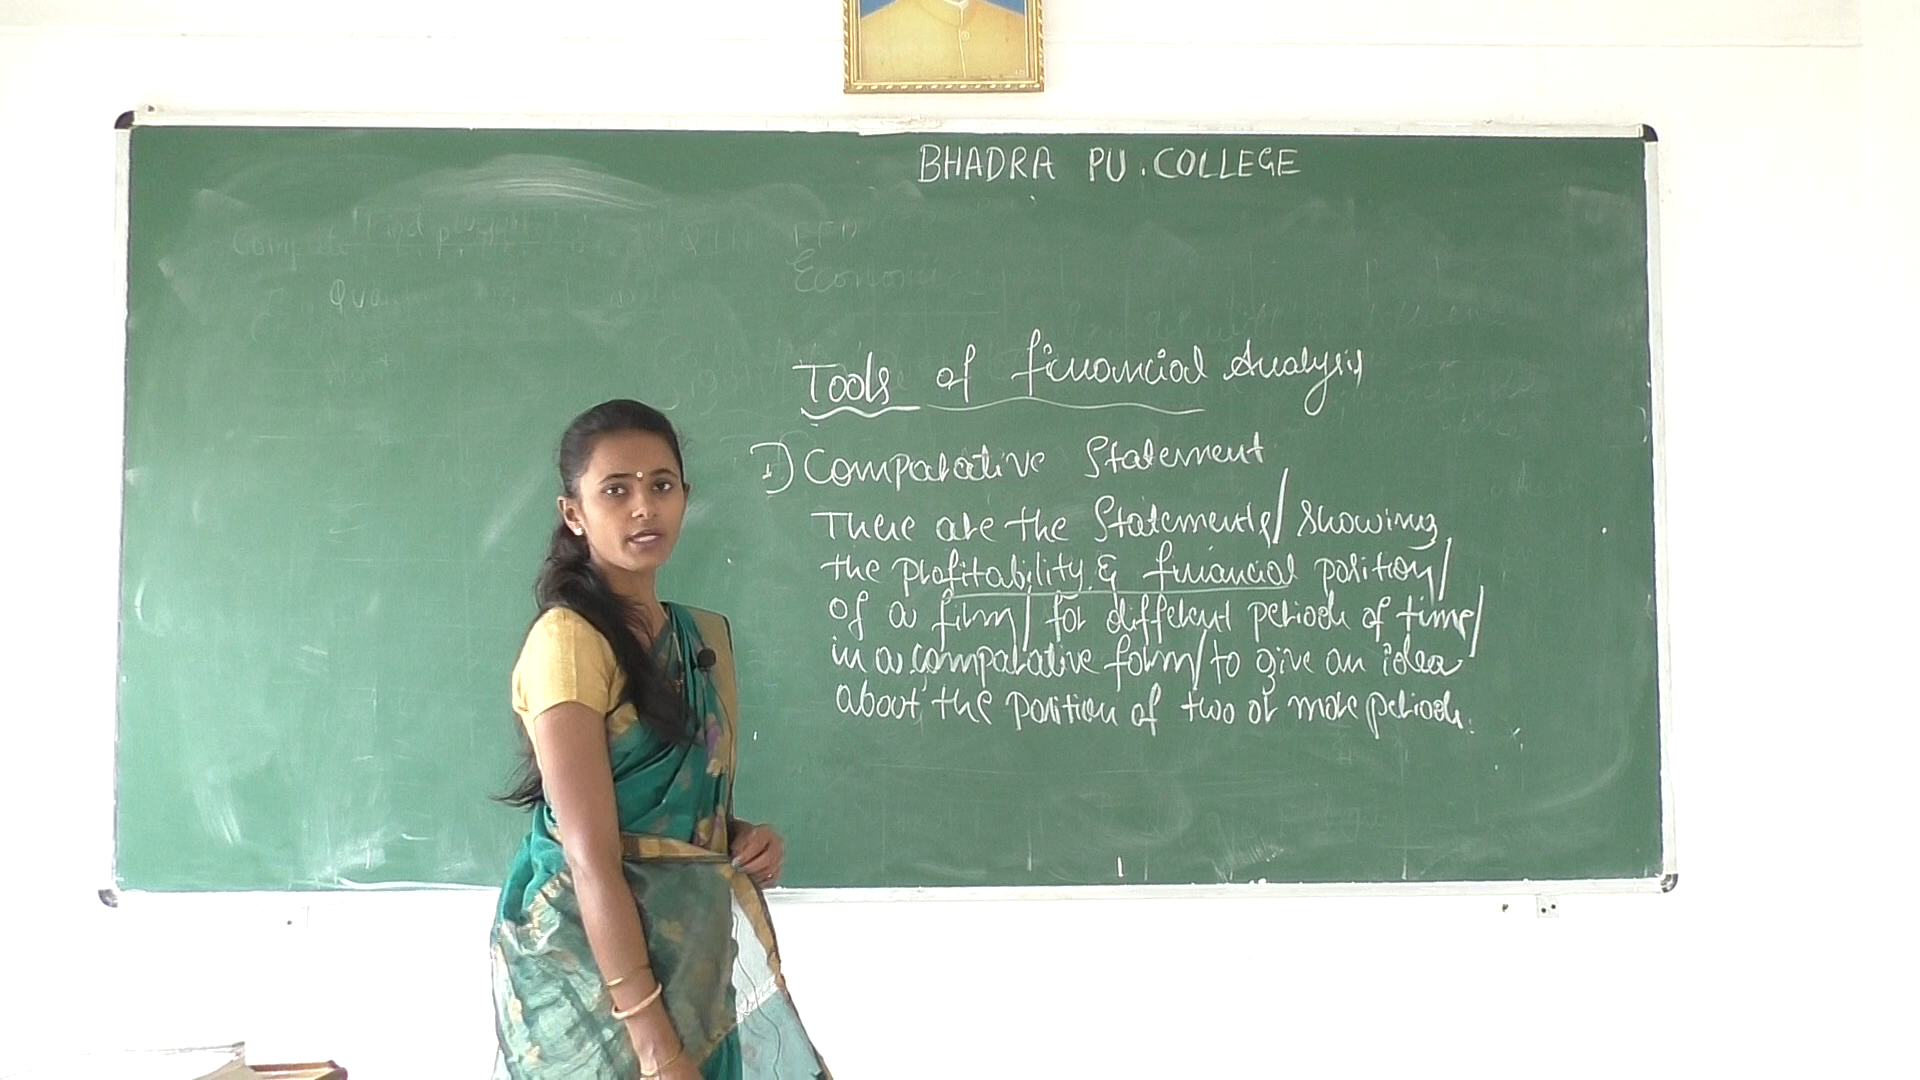 BHADRA PU. COLLEGE
Economi
Tools of financial Analysis
1) Comparative Statement
These are the Statements/ showing
the profitability & financial position/
of a firm/ for different periods of time/
in a comparative form/ to give an idea
about the position of two or more periods.